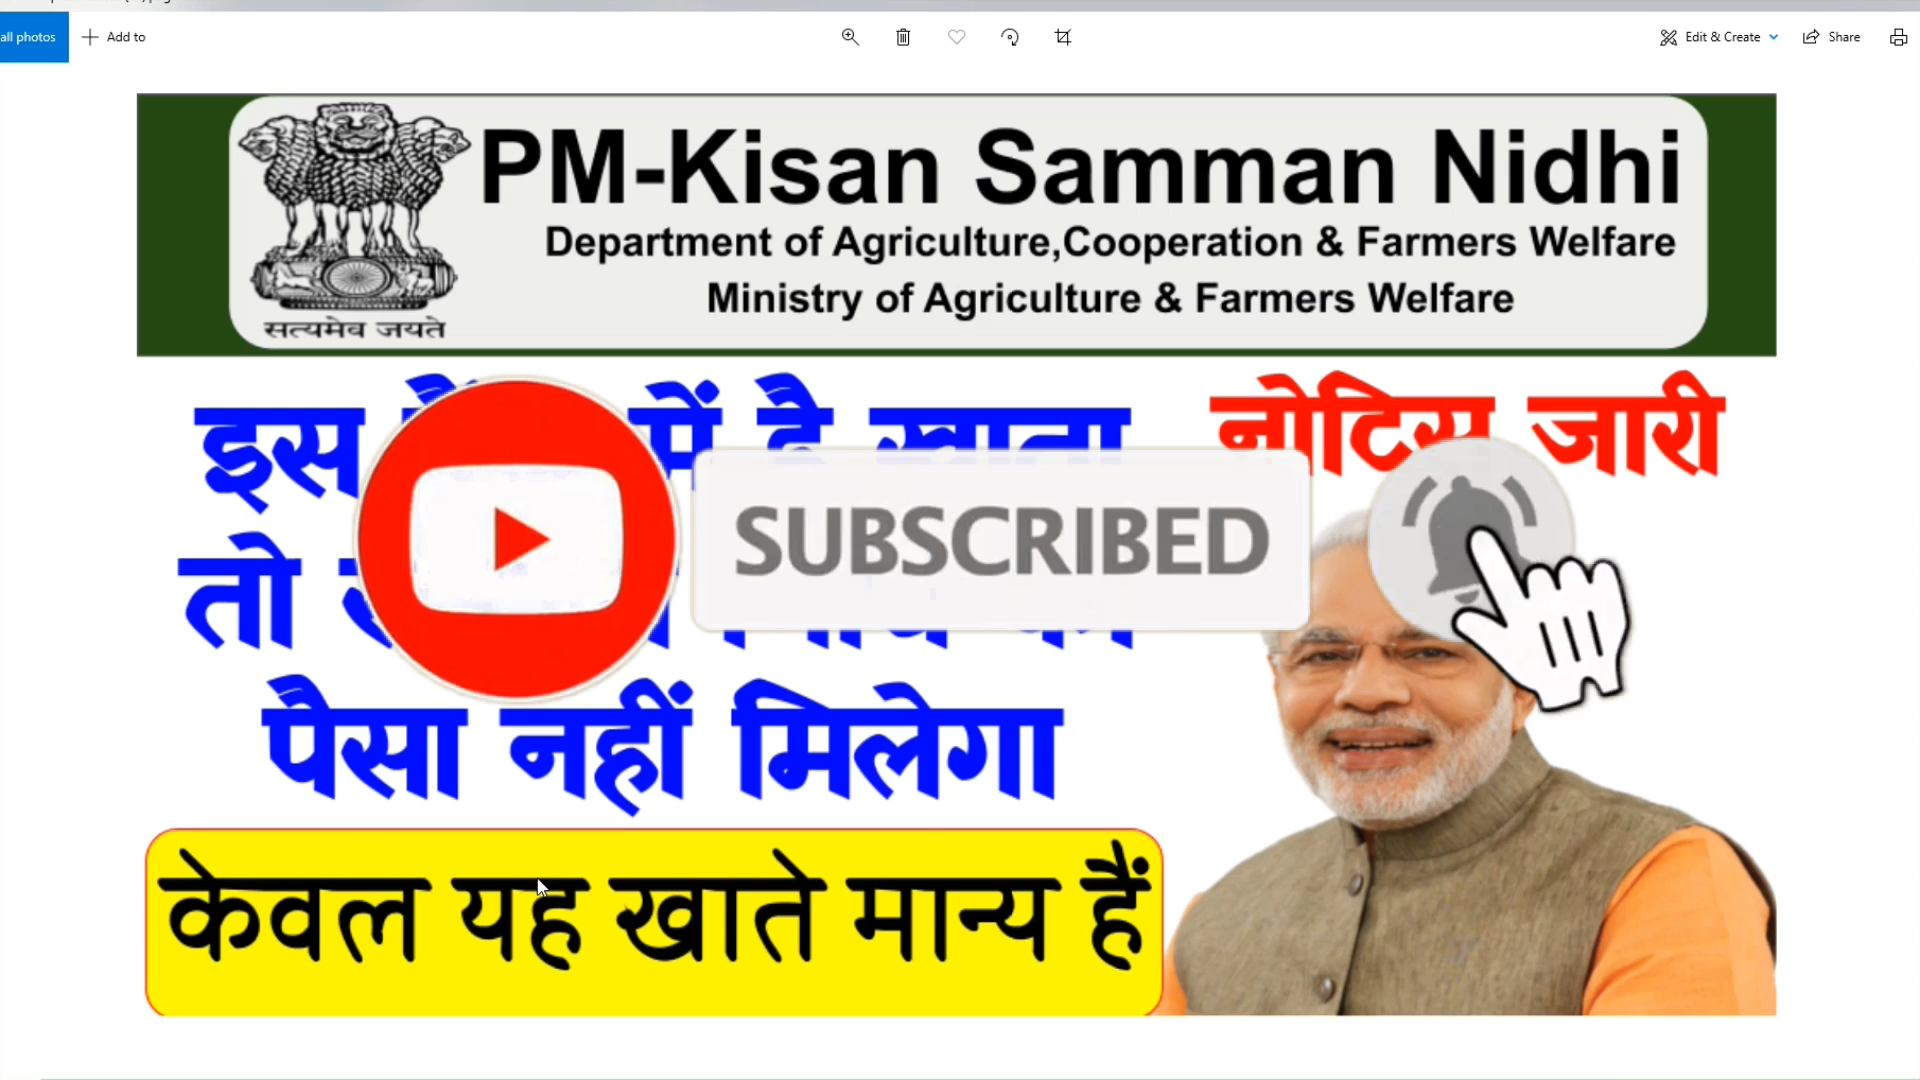 all photos
Add to
Edit & Create
Share
PM-Kisan Samman Nidhi
Department of Agriculture,Cooperation & Farmers Welfare
Ministry of Agriculture & Farmers Welfare
सत्यमेव जयते
इस में है खाता
नोटिस जारी
SUBSCRIBED
तो
पैसा नहीं मिलेगा
केवल यह खाते मान्य हैं